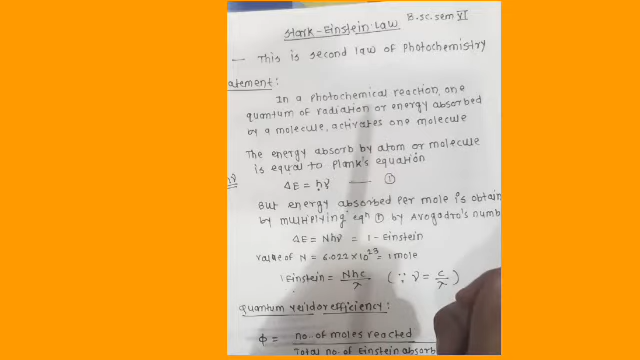 Stark-Einstein Law B.Sc. Sem VI
— This is second law of Photochemistry
atement:
In a Photochemical reaction, one
quantum of radiation or energy absorbed
by a molecule, activates one molecule
The energy absorb by atom or molecule
is equal to Plank's equation
hν
ΔE = hν — ①
But energy absorbed Per mole is obtain
by multiplying eqn ① by Avogadro's numb
ΔE = Nhν = 1-Einstein
value of N = 6.022 × 10^23 = 1 mole
1 Einstein = Nhc/λ (∵ ν = c/λ)
Quantum Yeild or efficiency:
Φ = no. of moles reacted
Total no. of Einstein absorb